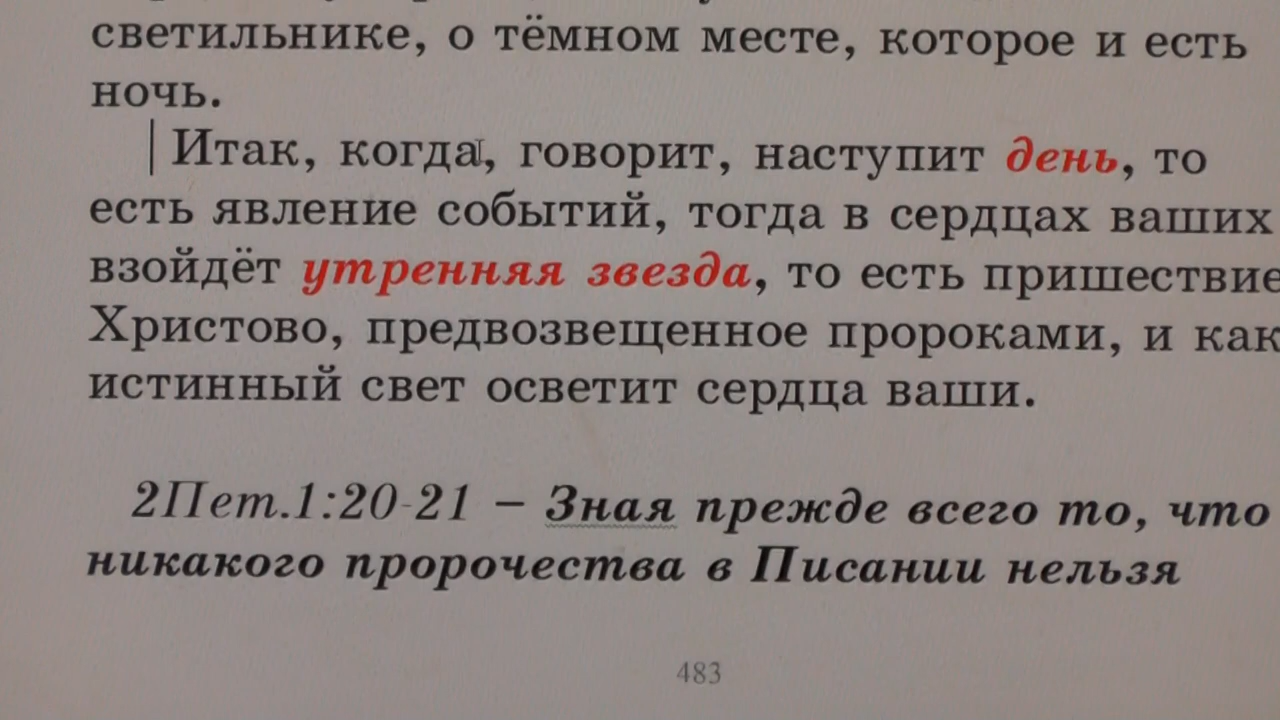 светильнике, о тёмном месте, которое и есть
ночь.
Итак, когда, говорит, наступит день, то
есть явление событий, тогда в сердцах ваших
взойдёт утренняя звезда, то есть пришествие
Христово, предвозвещенное пророками, и как
истинный свет осветит сердца ваши.
2Пет.1:20-21 – Зная прежде всего то, что
никакого пророчества в Писании нельзя
483